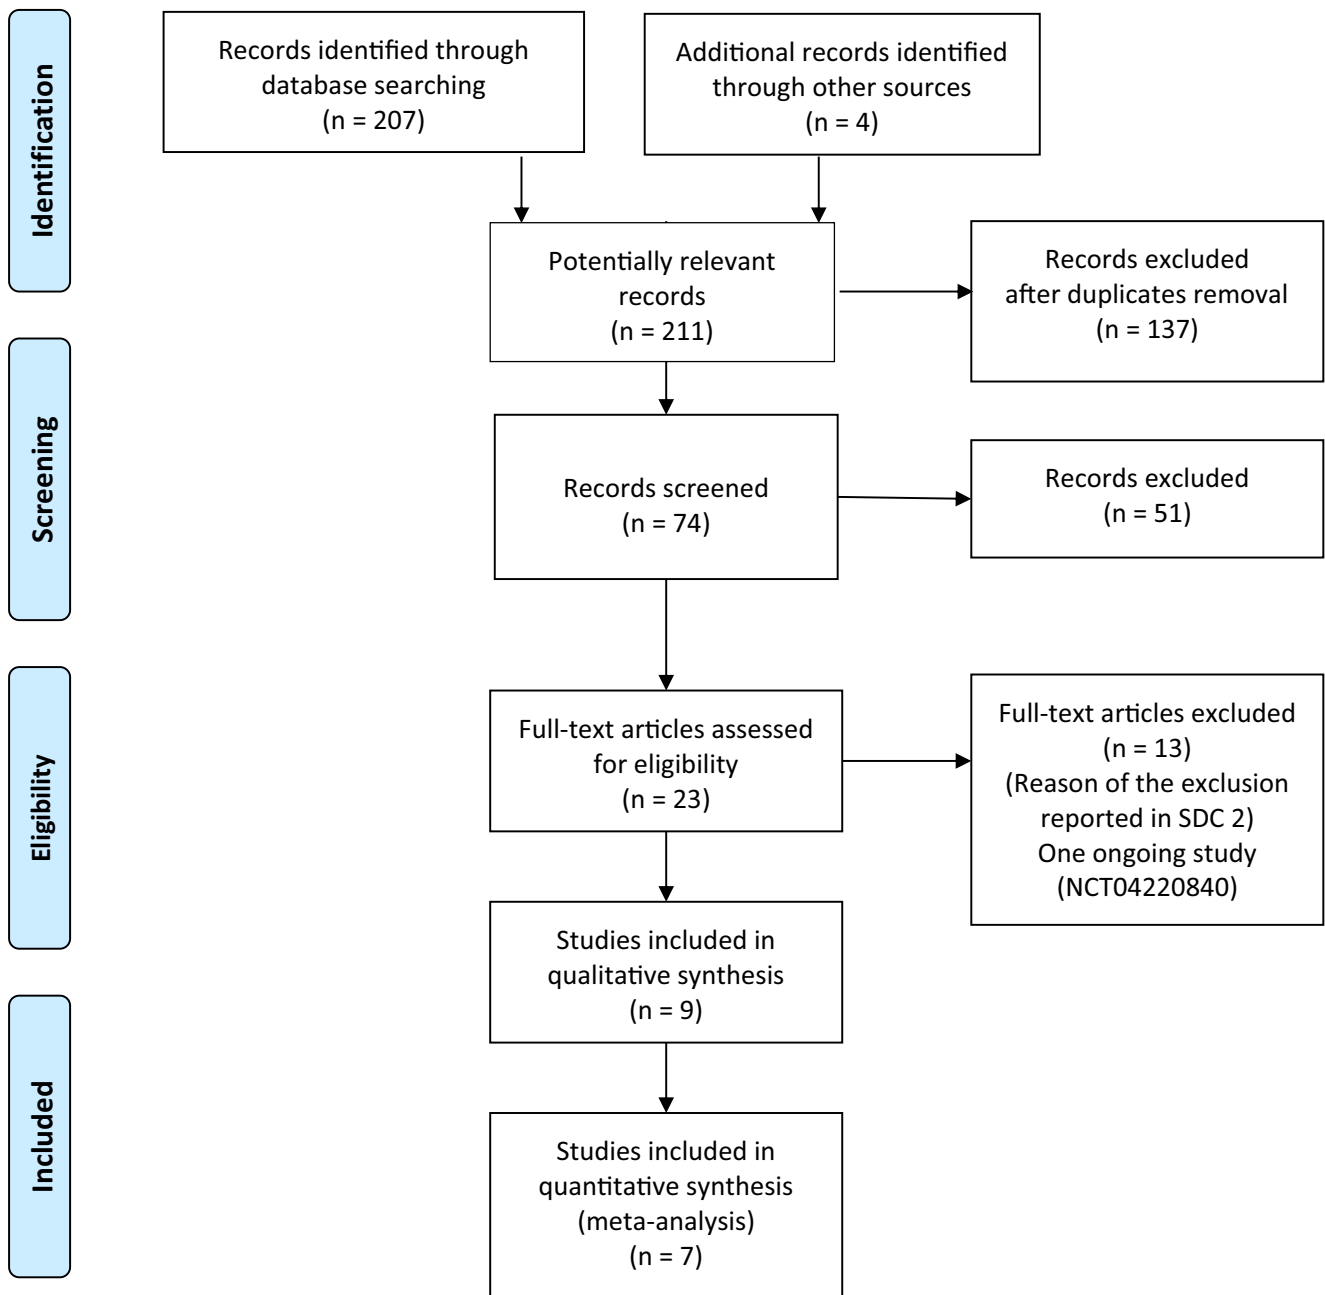 Identification
Records identified through
database searching
(n = 207)
Additional records identified
through other sources
(n = 4)
Potentially relevant
records
(n = 211)
Records excluded
after duplicates removal
(n = 137)
Screening
Records screened
(n = 74)
Records excluded
(n = 51)
Eligibility
Full-text articles assessed
for eligibility
(n = 23)
Full-text articles excluded
(n = 13)
(Reason of the exclusion
reported in SDC 2)
One ongoing study
(NCT04220840)
Studies included in
qualitative synthesis
(n = 9)
Included
Studies included in
quantitative synthesis
(meta-analysis)
(n = 7)